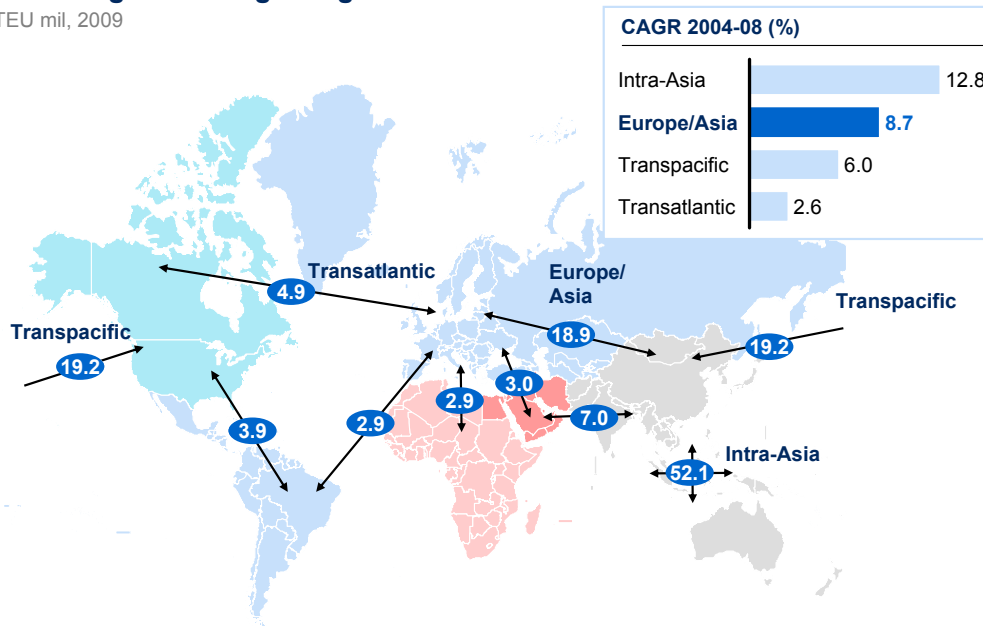 TEU mil, 2009
CAGR 2004-08 (%)
Intra-Asia 12.8
Europe/Asia 8.7
Transpacific 6.0
Transatlantic 2.6
Transatlantic
4.9
Europe/
Asia
18.9
Transpacific
19.2
Transpacific
19.2
3.0
2.9
2.9
3.9
7.0
Intra-Asia
52.1